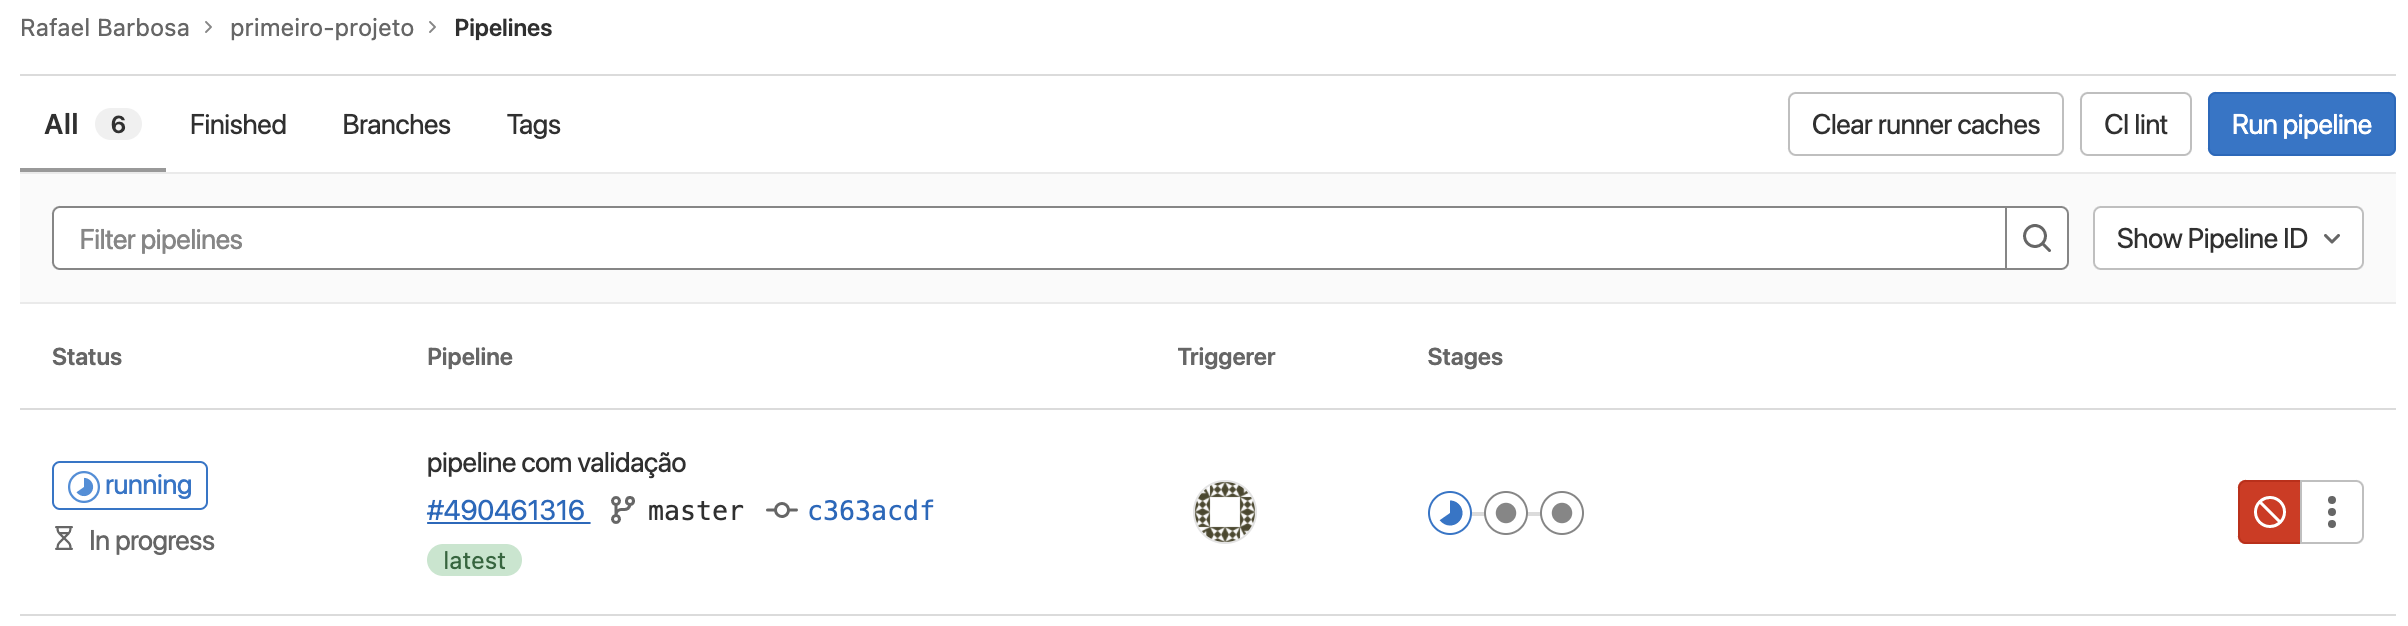 Rafael Barbosa > primeiro-projeto > Pipelines
All 6 Finished Branches Tags Clear runner caches CI lint Run pipeline
Filter pipelines Show Pipeline ID
Status Pipeline Triggerer Stages
pipeline com validação
running
#490461316 master c363acdf
In progress
latest